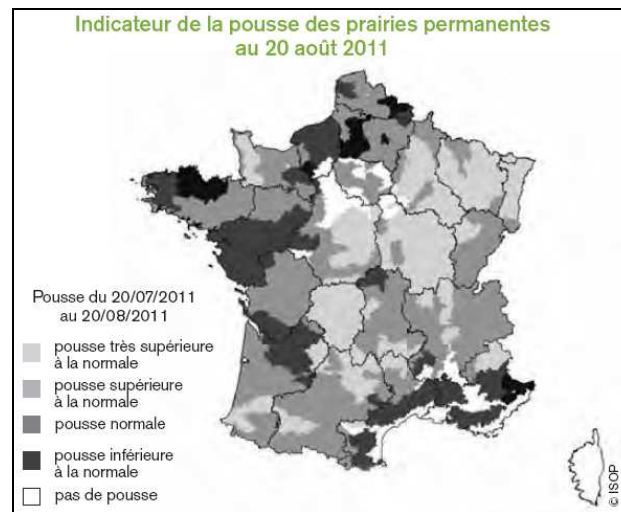 Indicateur de la pousse des prairies permanentes
au 20 août 2011
Pousse du 20/07/2011
au 20/08/2011
pousse très supérieure
à la normale
pousse supérieure
à la normale
pousse normale
pousse inférieure
à la normale
pas de pousse
© ISOP